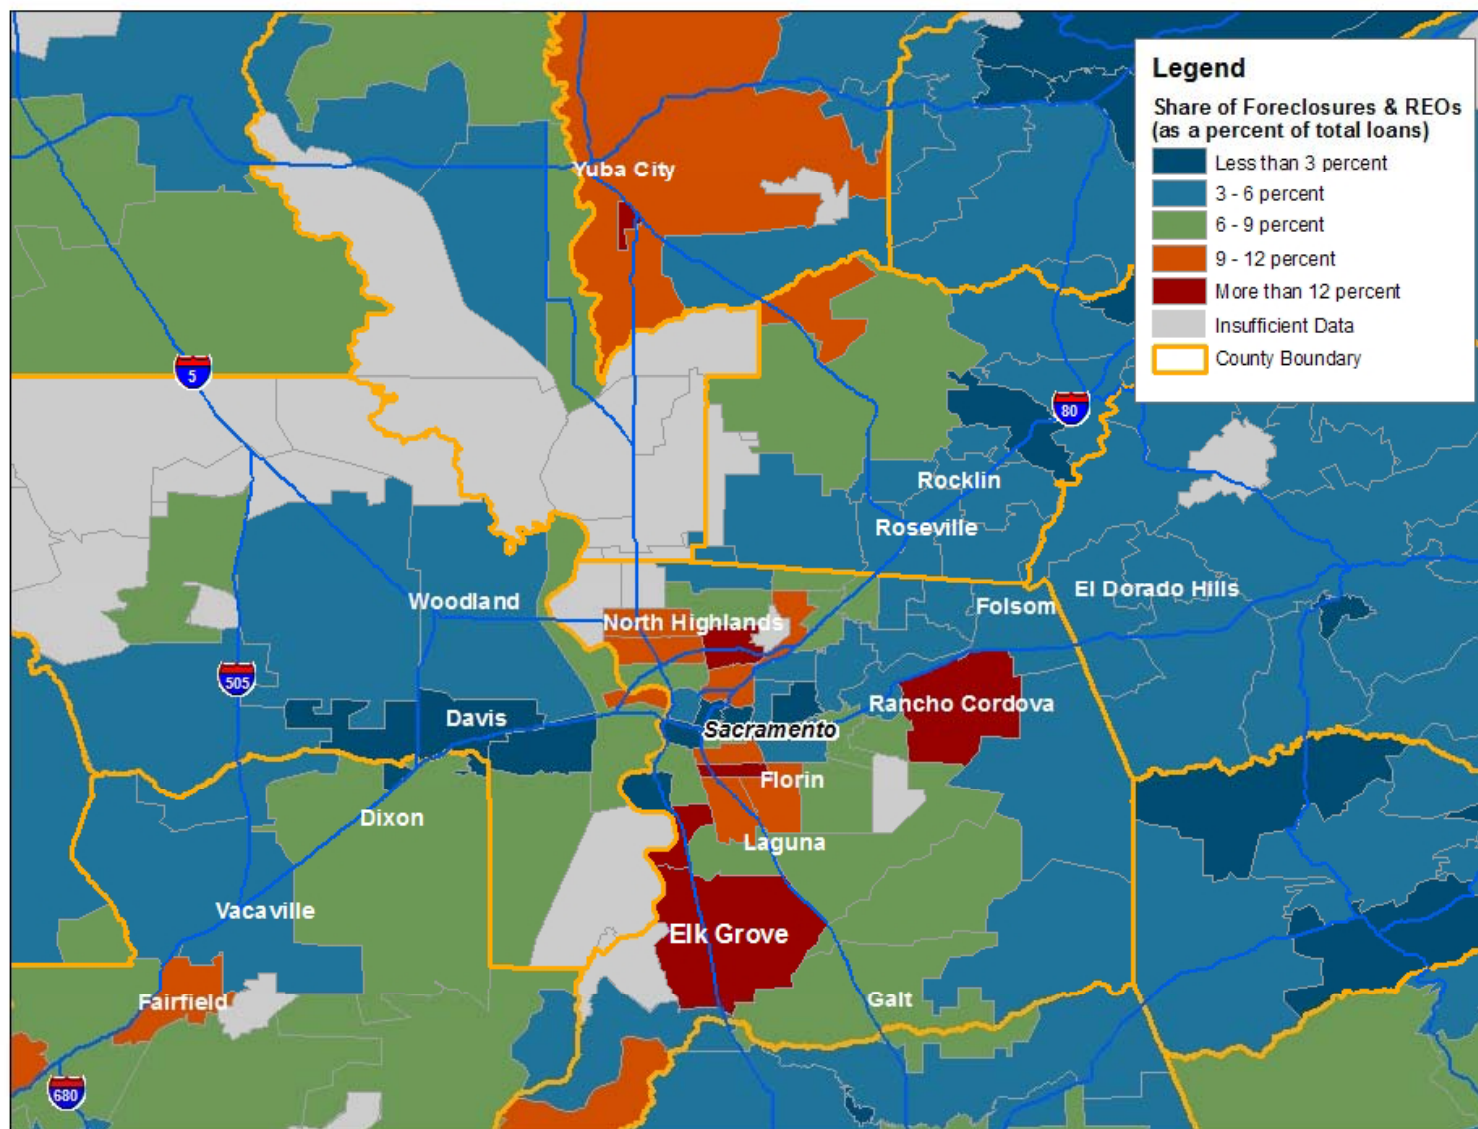 Legend
Share of Foreclosures & REOs
(as a percent of total loans)
Less than 3 percent
3 - 6 percent
6 - 9 percent
9 - 12 percent
More than 12 percent
Insufficient Data
County Boundary
Yuba City
5
80
Rocklin
Roseville
El Dorado Hills
Woodland
Folsom
North Highlands
505
Rancho Cordova
Davis
Sacramento
Florin
Dixon
Laguna
Vacaville
Elk Grove
Fairfield
Galt
680